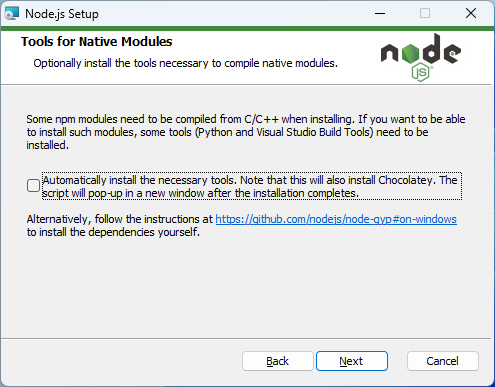 Node.js Setup
Tools for Native Modules
Optionally install the tools necessary to compile native modules.
node
JS
Some npm modules need to be compiled from C/C++ when installing. If you want to be able
to install such modules, some tools (Python and Visual Studio Build Tools) need to be
installed.
Automatically install the necessary tools. Note that this will also install Chocolatey. The
script will pop-up in a new window after the installation completes.
Alternatively, follow the instructions at https://github.com/nodejs/node-gyp#on-windows
to install the dependencies yourself.
Back
Next
Cancel